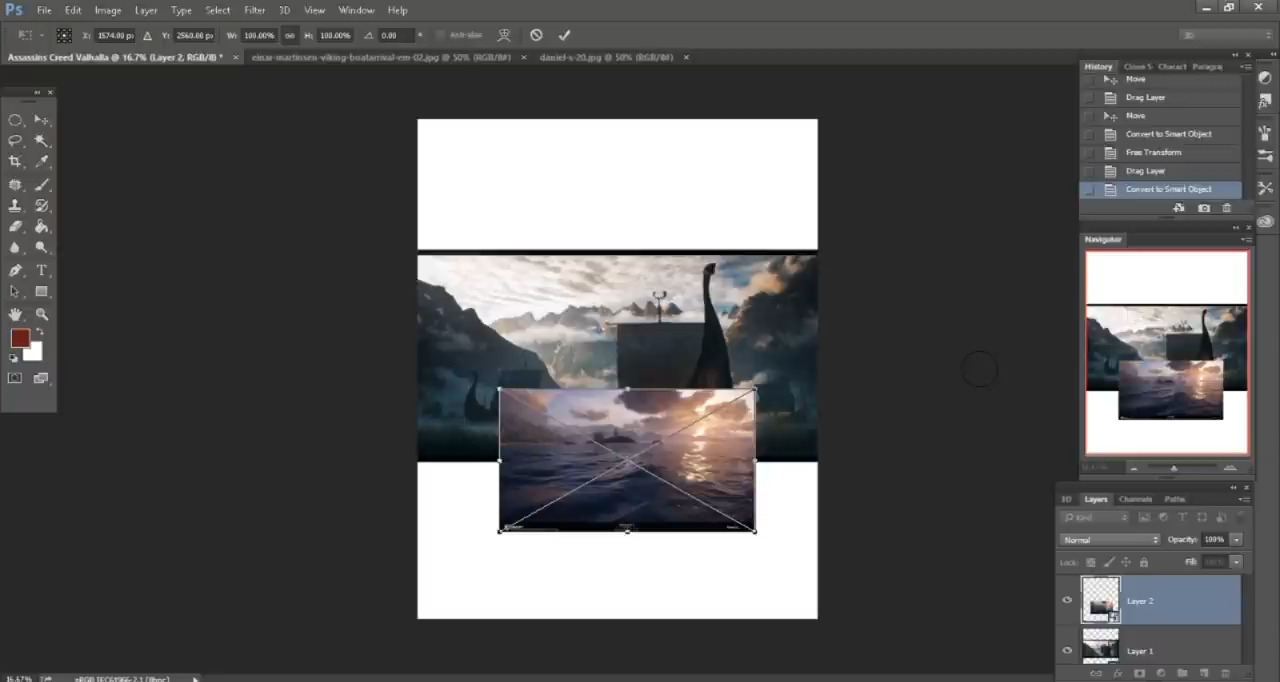 Ps File Edit Image Layer Type Select Filter 3D View Window Help
X: 1574.00 px Y: 2560.00 px W: 100.00% H: 100.00% 0.00 Anti-alias
Assassins Creed Valhalla @ 16.7% (Layer 2, RGB/8) * × einar-martinsen-viking-boatarrival-em-02.jpg @ 50% (RGB/8#) × daniel-s-20.jpg @ 50% (RGB/8#) ×
History Clone S Charact Paragrap
Move
Drag Layer
Move
Convert to Smart Object
Free Transform
Drag Layer
Convert to Smart Object
Navigator
3D Layers Channels Paths
Kind
Normal Opacity: 100%
Lock: Fill:
Layer 2
Layer 1
16.67%